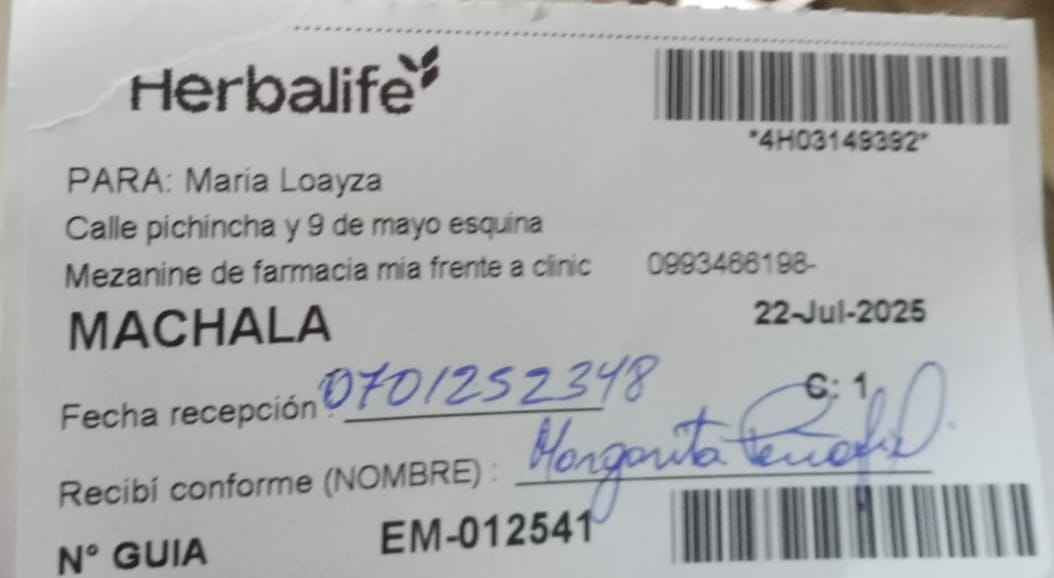 Herbalife
*4H03149392*
PARA: Maria Loayza
Calle pichincha y 9 de mayo esquina
Mezanine de farmacia mia frente a clinic 0993466198-
MACHALA 22-Jul-2025
C: 1
Fecha recepción : 0701252348
Recibí conforme (NOMBRE) : Margarita Peñafiel
N° GUIA EM-012541